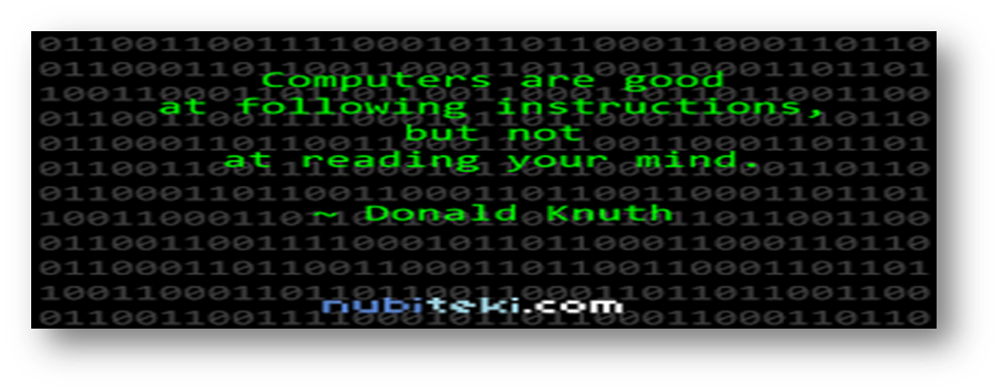 Computers are good
at following instructions,
but not
at reading your mind.
~ Donald Knuth
nubiteki.com